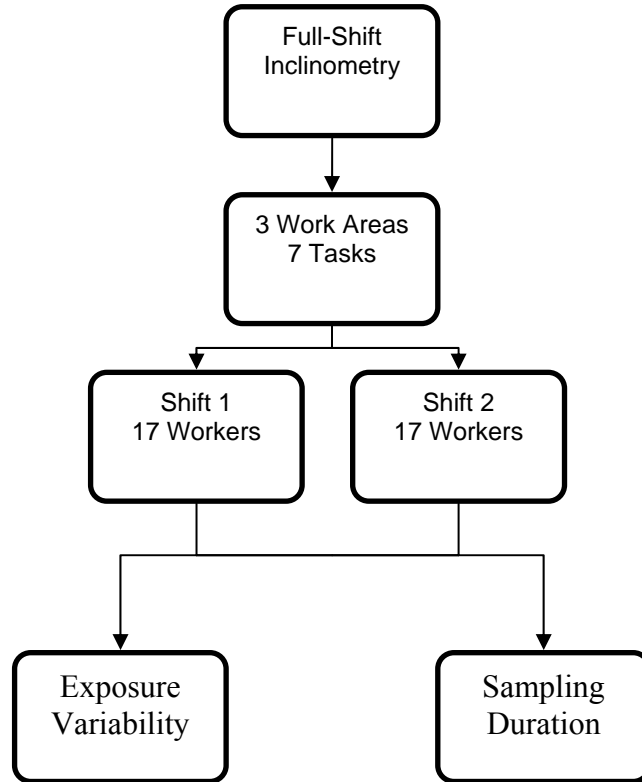 Full-Shift
Inclinometry
3 Work Areas
7 Tasks
Shift 1
17 Workers
Shift 2
17 Workers
Exposure
Variability
Sampling
Duration